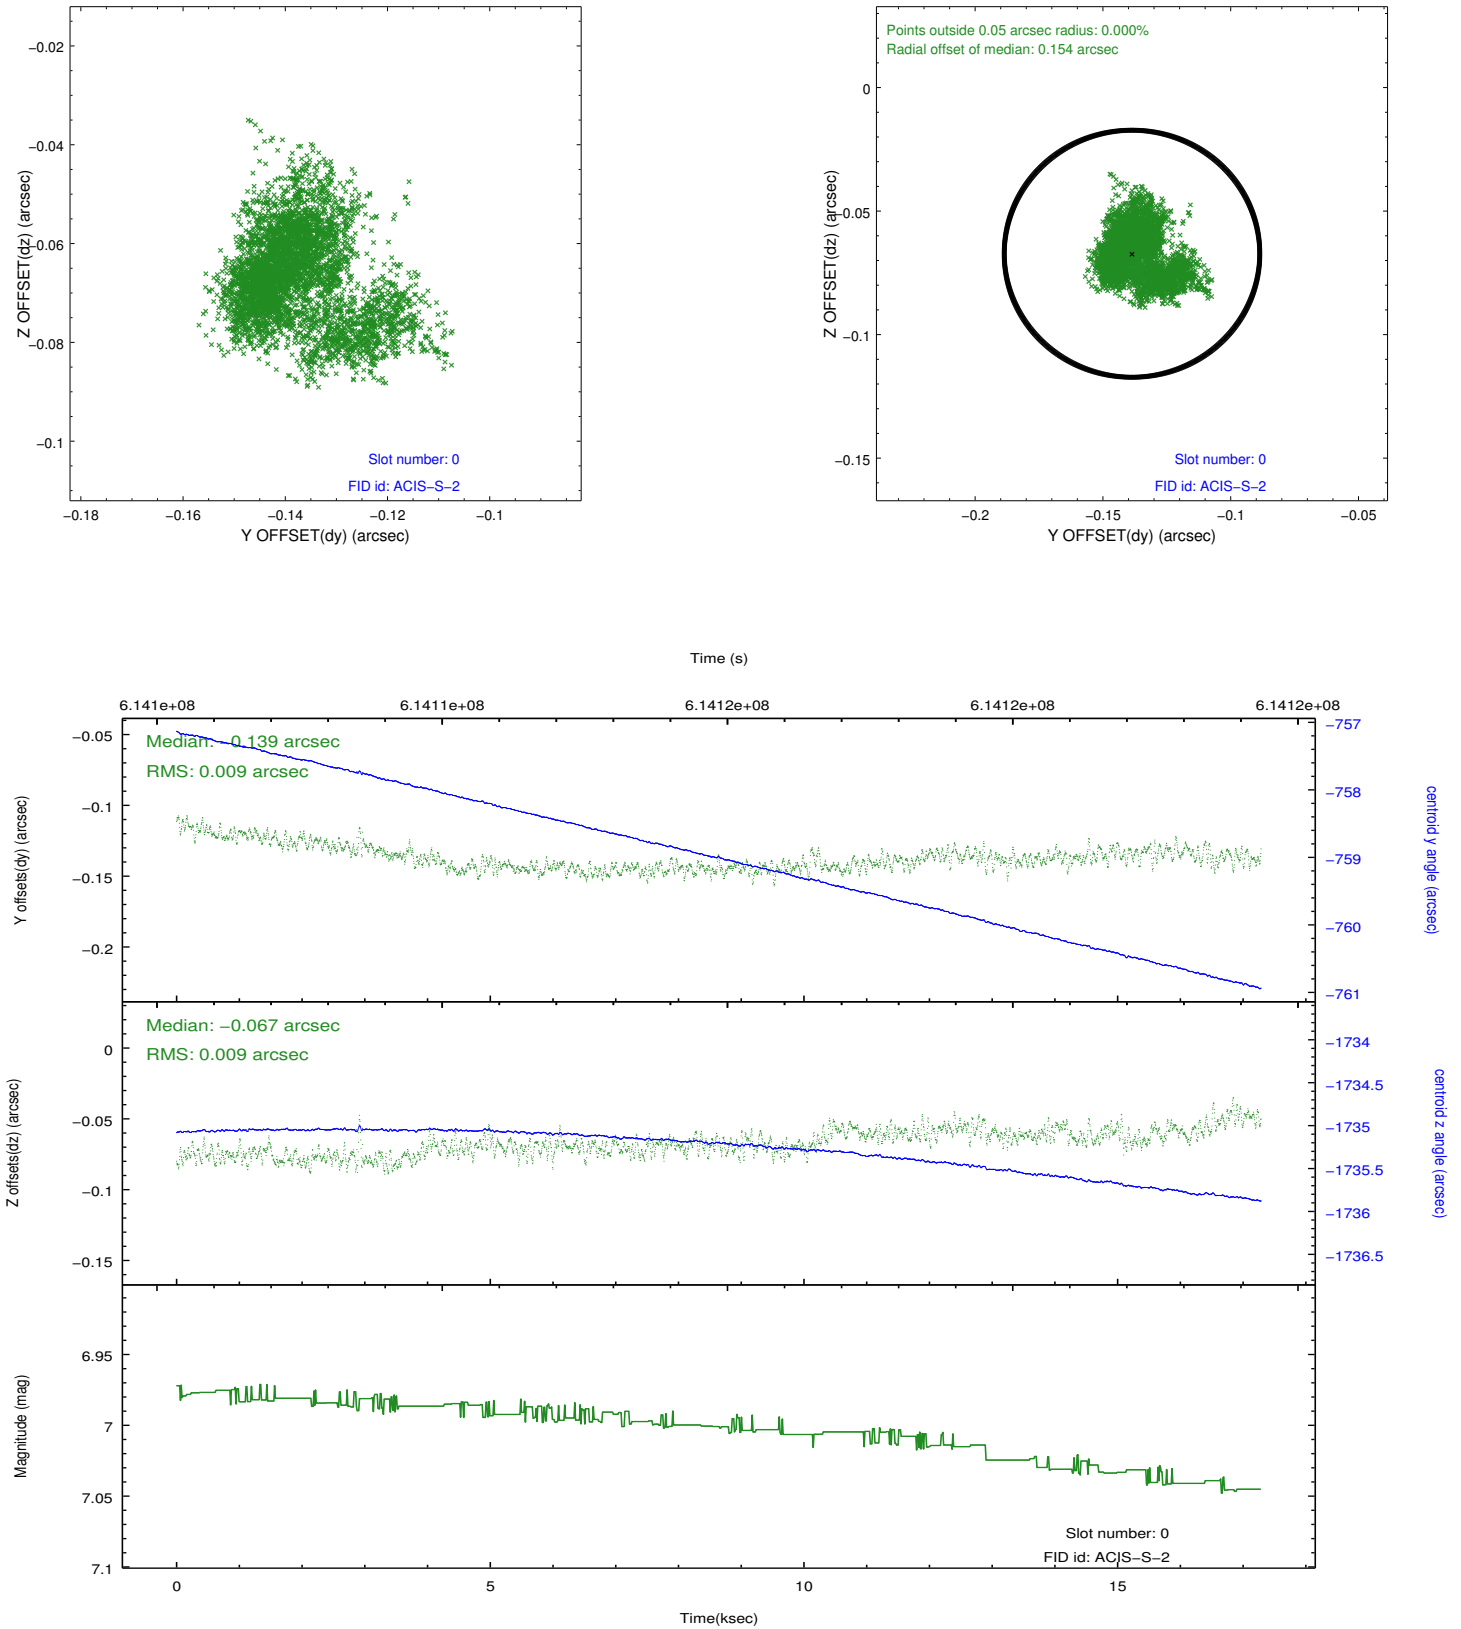 −0.02
−0.04
−0.06
−0.08
−0.1
Z OFFSET(dz) (arcsec)
Slot number: 0
FID id: ACIS−S−2
−0.18 −0.16 −0.14 −0.12 −0.1
Y OFFSET(dy) (arcsec)
Points outside 0.05 arcsec radius: 0.000%
Radial offset of median: 0.154 arcsec
0
−0.05
−0.1
−0.15
Z OFFSET(dz) (arcsec)
Slot number: 0
FID id: ACIS−S−2
−0.2 −0.15 −0.1 −0.05
Y OFFSET(dy) (arcsec)
Time (s)
6.141e+08 6.1411e+08 6.1412e+08 6.1412e+08 6.1412e+08
Median: −0.139 arcsec
RMS: 0.009 arcsec
−0.05
−0.1
−0.15
−0.2
Y offsets(dy) (arcsec)
−757
−758
−759
−760
−761
centroid y angle (arcsec)
Median: −0.067 arcsec
RMS: 0.009 arcsec
0
−0.05
−0.1
−0.15
Z offsets(dz) (arcsec)
−1734
−1734.5
−1735
−1735.5
−1736
−1736.5
centroid z angle (arcsec)
6.95
7
7.05
7.1
Magnitude (mag)
Slot number: 0
FID id: ACIS−S−2
0 5 10 15
Time(ksec)